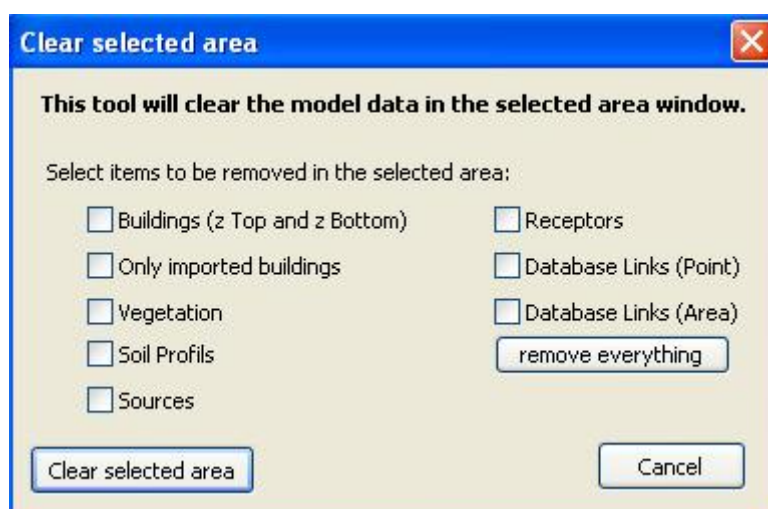 Clear selected area
This tool will clear the model data in the selected area window.
Select items to be removed in the selected area:
Buildings (z Top and z Bottom)
Only imported buildings
Vegetation
Soil Profils
Sources
Receptors
Database Links (Point)
Database Links (Area)
remove everything
Clear selected area
Cancel